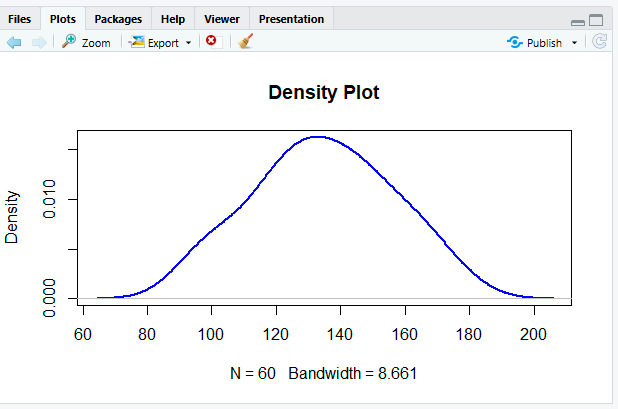 Files Plots Packages Help Viewer Presentation
Zoom Export Publish
Density Plot
Density
0.010
0.000
60 80 100 120 140 160 180 200
N = 60 Bandwidth = 8.661